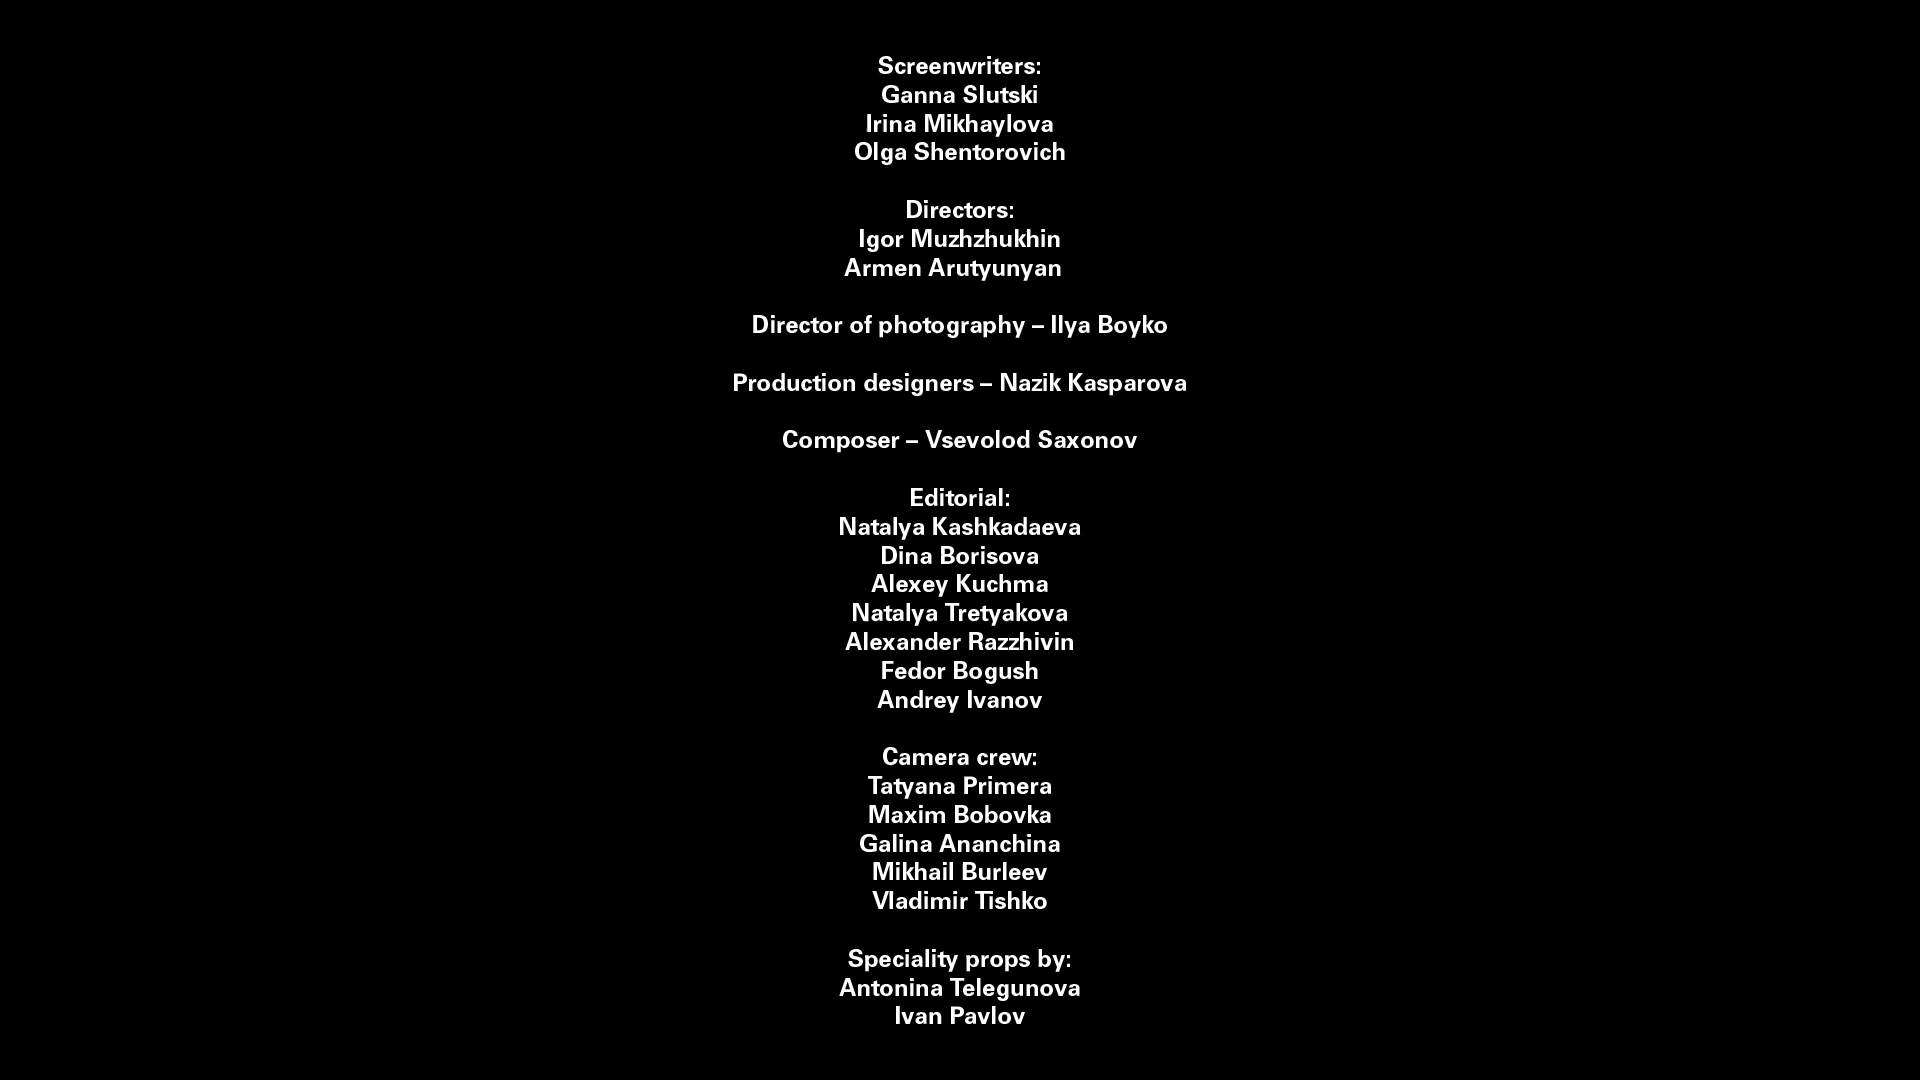 Screenwriters:
Ganna Slutski
Irina Mikhaylova
Olga Shentorovich
Directors:
Igor Muzhzhukhin
Armen Arutyunyan
Director of photography – Ilya Boyko
Production designers – Nazik Kasparova
Composer – Vsevolod Saxonov
Editorial:
Natalya Kashkadaeva
Dina Borisova
Alexey Kuchma
Natalya Tretyakova
Alexander Razzhivin
Fedor Bogush
Andrey Ivanov
Camera crew:
Tatyana Primera
Maxim Bobovka
Galina Ananchina
Mikhail Burleev
Vladimir Tishko
Speciality props by:
Antonina Telegunova
Ivan Pavlov